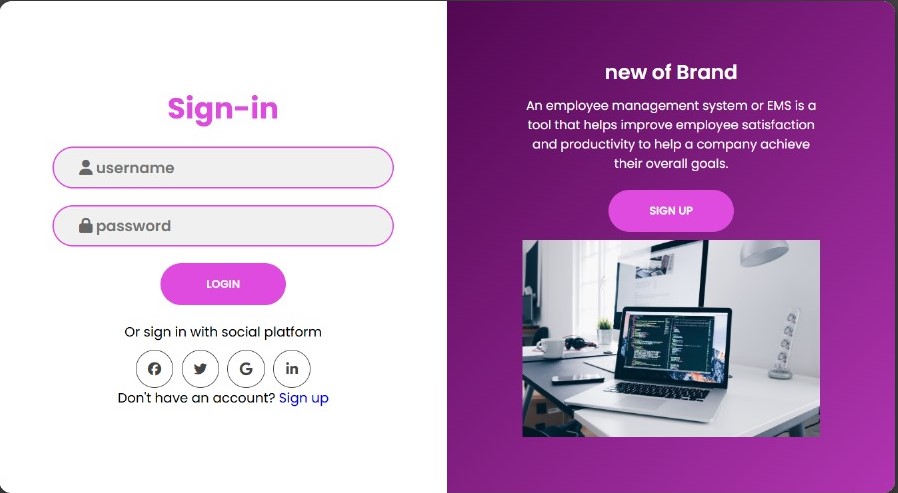 Sign-in
username
password
LOGIN
Or sign in with social platform
Don't have an account? Sign up
new of Brand
An employee management system or EMS is a
tool that helps improve employee satisfaction
and productivity to help a company achieve
their overall goals.
SIGN UP